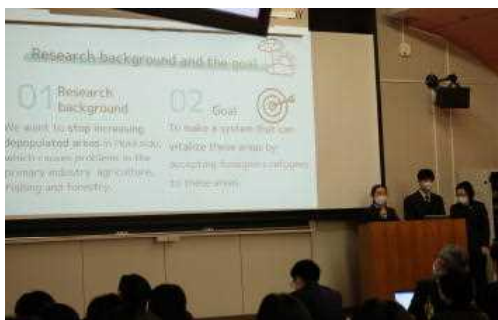 Research background and the goal
01 Research
background
We want to stop increasing
depopulated areas in Hokkaido,
which causes problems in the
primary industry, agriculture,
fishing and forestry.
02 Goal
To make a system that can
vitalize these areas by
accepting foreigners/refugees
to these areas.